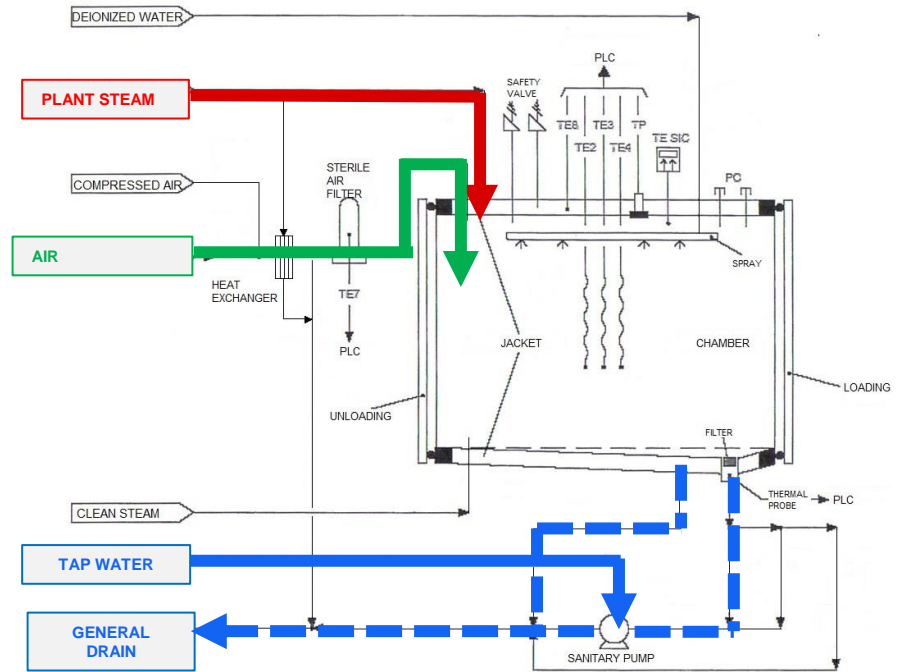 DEIONIZED WATER
PLANT STEAM
COMPRESSED AIR
AIR
STERILE
AIR
FILTER
HEAT
EXCHANGER
TE7
PLC
SAFETY
VALVE
PLC
TE8
TE3
TP
TE2
TE4
TE SIC
PC
SPRAY
JACKET
CHAMBER
UNLOADING
LOADING
FILTER
THERMAL
PROBE
PLC
CLEAN STEAM
TAP WATER
GENERAL
DRAIN
SANITARY PUMP